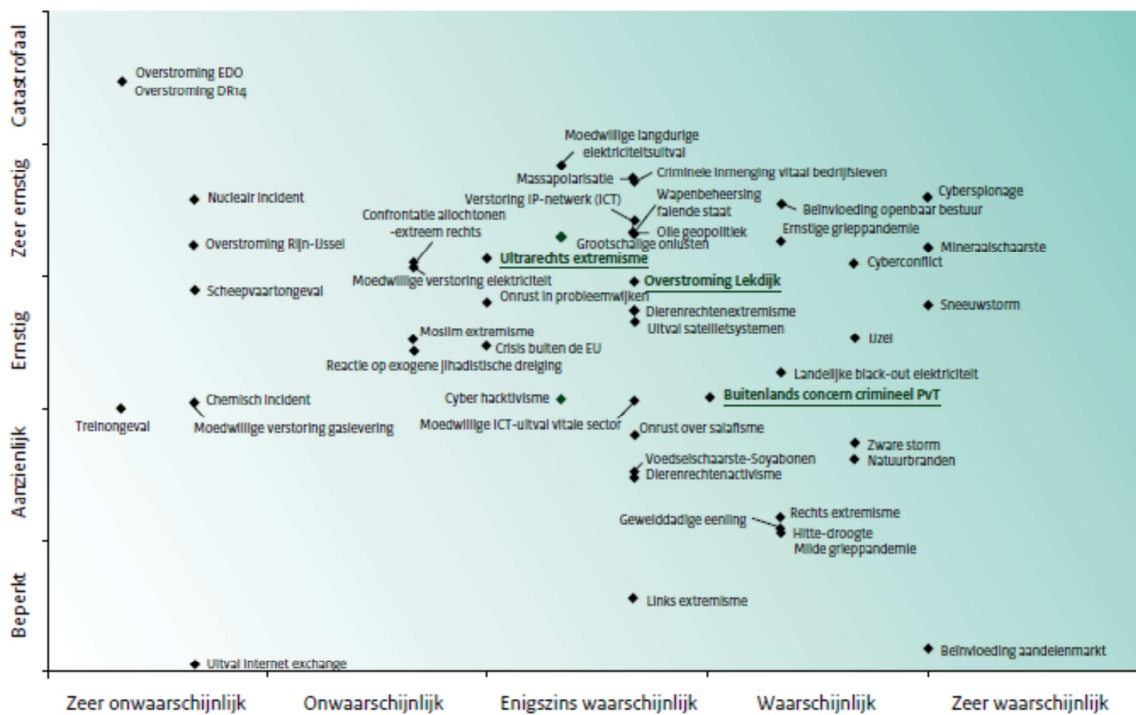 Catastrofaal
Zeer ernstig
Ernstig
Aanzienlijk
Beperkt
Overstroming EDO
Overstroming DR14
Moedwillige langdurige
elektriciteitsuitval
Massapolarisatie
Criminele inmenging vitaal bedrijfsleven
Nucleair incident
Verstoring IP-netwerk (ICT)
Wapenbeheersing
falende staat
Cyberspionage
Beïnvloeding openbaar bestuur
Confrontatie allochtonen
-extreem rechts
Olie geopolitiek
Ernstige grieppandemie
Overstroming Rijn-IJssel
Grootschalige onlusten
Mineraalschaarste
Ultrarechts extremisme
Cyberconflict
Moedwillige verstoring elektriciteit
Overstroming Lekdijk
Scheepvaartongeval
Onrust in probleemwijken
Dierenrechtenextremisme
Sneeuwstorm
Uitval satellietsystemen
Moslim extremisme
IJzel
Crisis buiten de EU
Reactie op exogene jihadistische dreiging
Landelijke black-out elektriciteit
Chemisch incident
Cyber hacktivisme
Buitenlands concern crimineel PvT
Treinongeval
Moedwillige verstoring gaslevering
Moedwillige ICT-uitval vitale sector
Onrust over salafisme
Zware storm
Voedselschaarste-Soyabonen
Natuurbranden
Dierenrechtenactivisme
Rechts extremisme
Gewelddadige eenling
Hitte-droogte
Milde grieppandemie
Links extremisme
Beïnvloeding aandelenmarkt
Uitval internet exchange
Zeer onwaarschijnlijk
Onwaarschijnlijk
Enigszins waarschijnlijk
Waarschijnlijk
Zeer waarschijnlijk